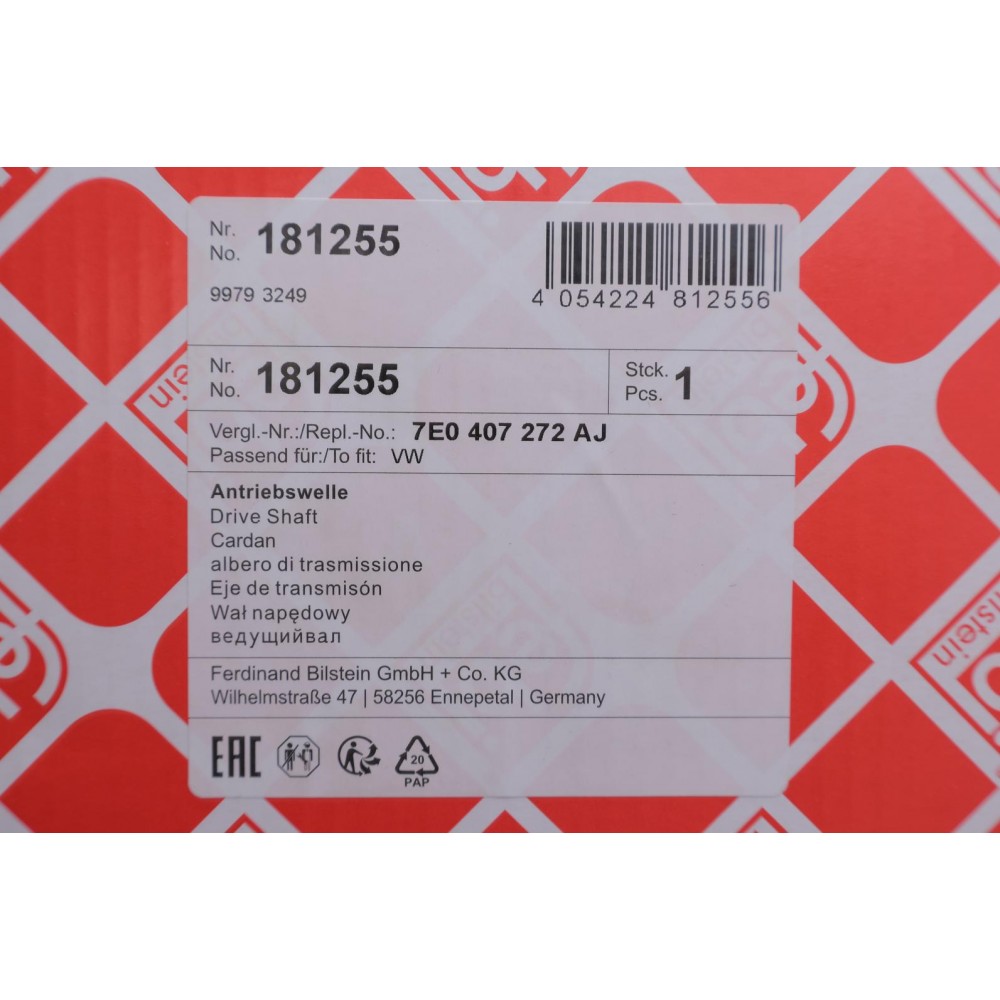 Nr.
No. 181255
9979 3249
4 054224 812556
Nr.
No. 181255
Stck.
Pcs. 1
Vergl.-Nr.:/Repl.-No.: 7E0 407 272 AJ
Passend für:/To fit: VW
Antriebswelle
Drive Shaft
Cardan
albero di trasmissione
Eje de transmisón
Wał napędowy
ведущийвал
Ferdinand Bilstein GmbH + Co. KG
Wilhelmstraße 47 | 58256 Ennepetal | Germany
EAC
20
PAP
bilstein